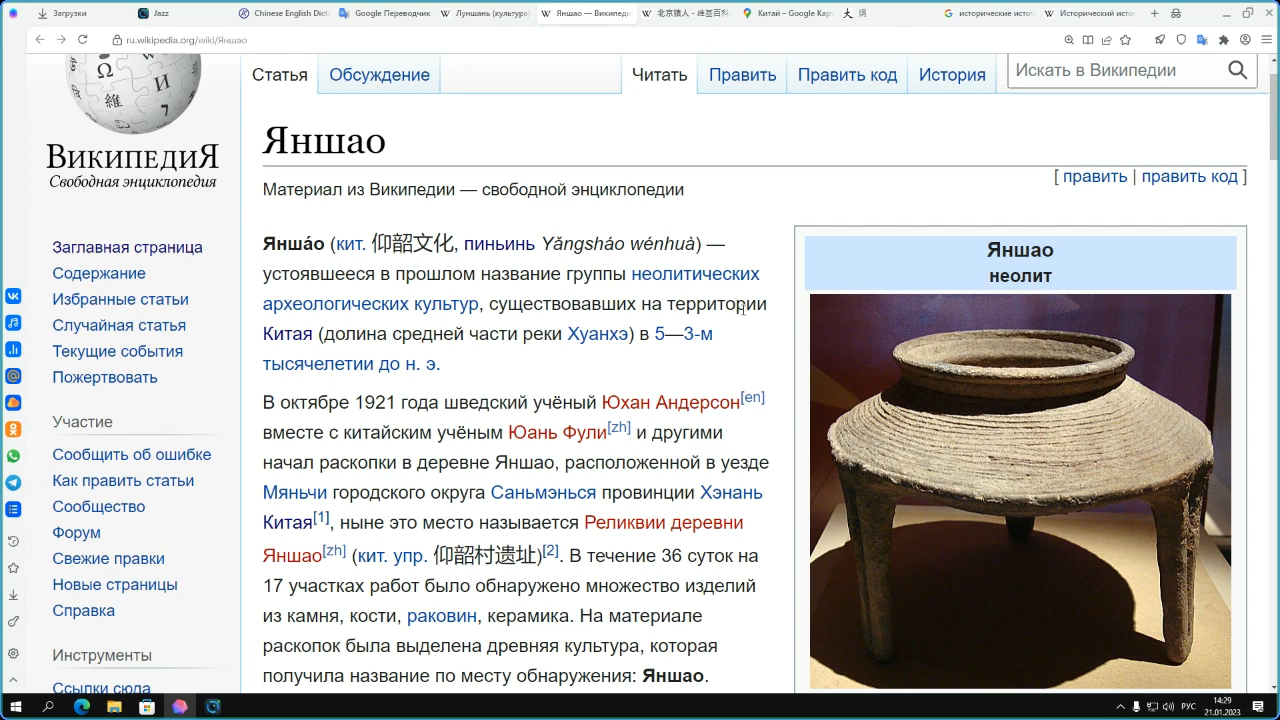 Загрузки
Jazz
Chinese English Dict
Google Переводчик
Луншань (культура)
Яншао — Википеди
北京猿人 - 维基百科
Китай – Google Кар
исторические источ
Исторический источ
ru.wikipedia.org/wiki/Яншао
Статья
Обсуждение
Читать
Править
Править код
История
Искать в Википедии
ВикипедиЯ
Свободная энциклопедия
Яншао
[ править | править код ]
Материал из Википедии — свободной энциклопедии
Заглавная страница
Содержание
Избранные статьи
Случайная статья
Текущие события
Пожертвовать
Участие
Сообщить об ошибке
Как править статьи
Сообщество
Форум
Свежие правки
Новые страницы
Справка
Инструменты
Ссылки сюда
Яншáо (кит. 仰韶文化, пиньинь Yǎngsháo wénhuà) —
устоявшееся в прошлом название группы неолитических
археологических культур, существовавших на территории
Китая (долина средней части реки Хуанхэ) в 5—3-м
тысячелетии до н. э.
В октябре 1921 года шведский учёный Юхан Андерсон[en]
вместе с китайским учёным Юань Фули[zh] и другими
начал раскопки в деревне Яншао, расположенной в уезде
Мяньчи городского округа Саньмэнься провинции Хэнань
Китая[1], ныне это место называется Реликвии деревни
Яншао[zh] (кит. упр. 仰韶村遗址)[2]. В течение 36 суток на
17 участках работ было обнаружено множество изделий
из камня, кости, раковин, керамика. На материале
раскопок была выделена древняя культура, которая
получила название по месту обнаружения: Яншао.
Яншао
неолит
РУС
14:29
21.01.2023